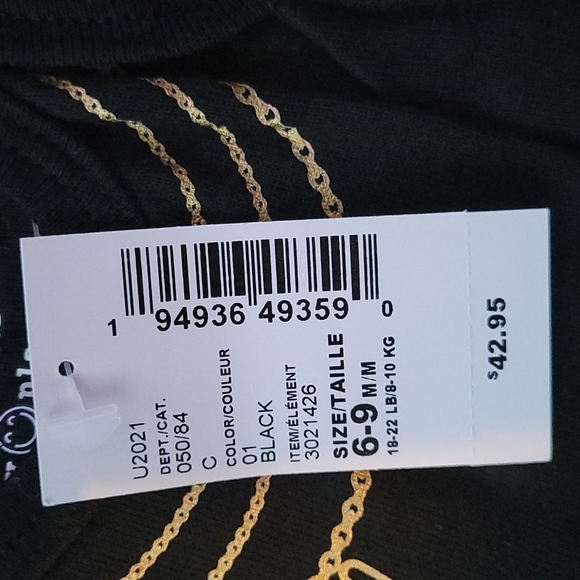 1 94936 49359 0
U2021
DEPT./CAT.
050/84
C
COLOR/COULEUR
01
BLACK
ITEM/ÉLÉMENT
3021426
SIZE/TAILLE
6-9 M/M
18-22 LB/8-10 KG
$42.95